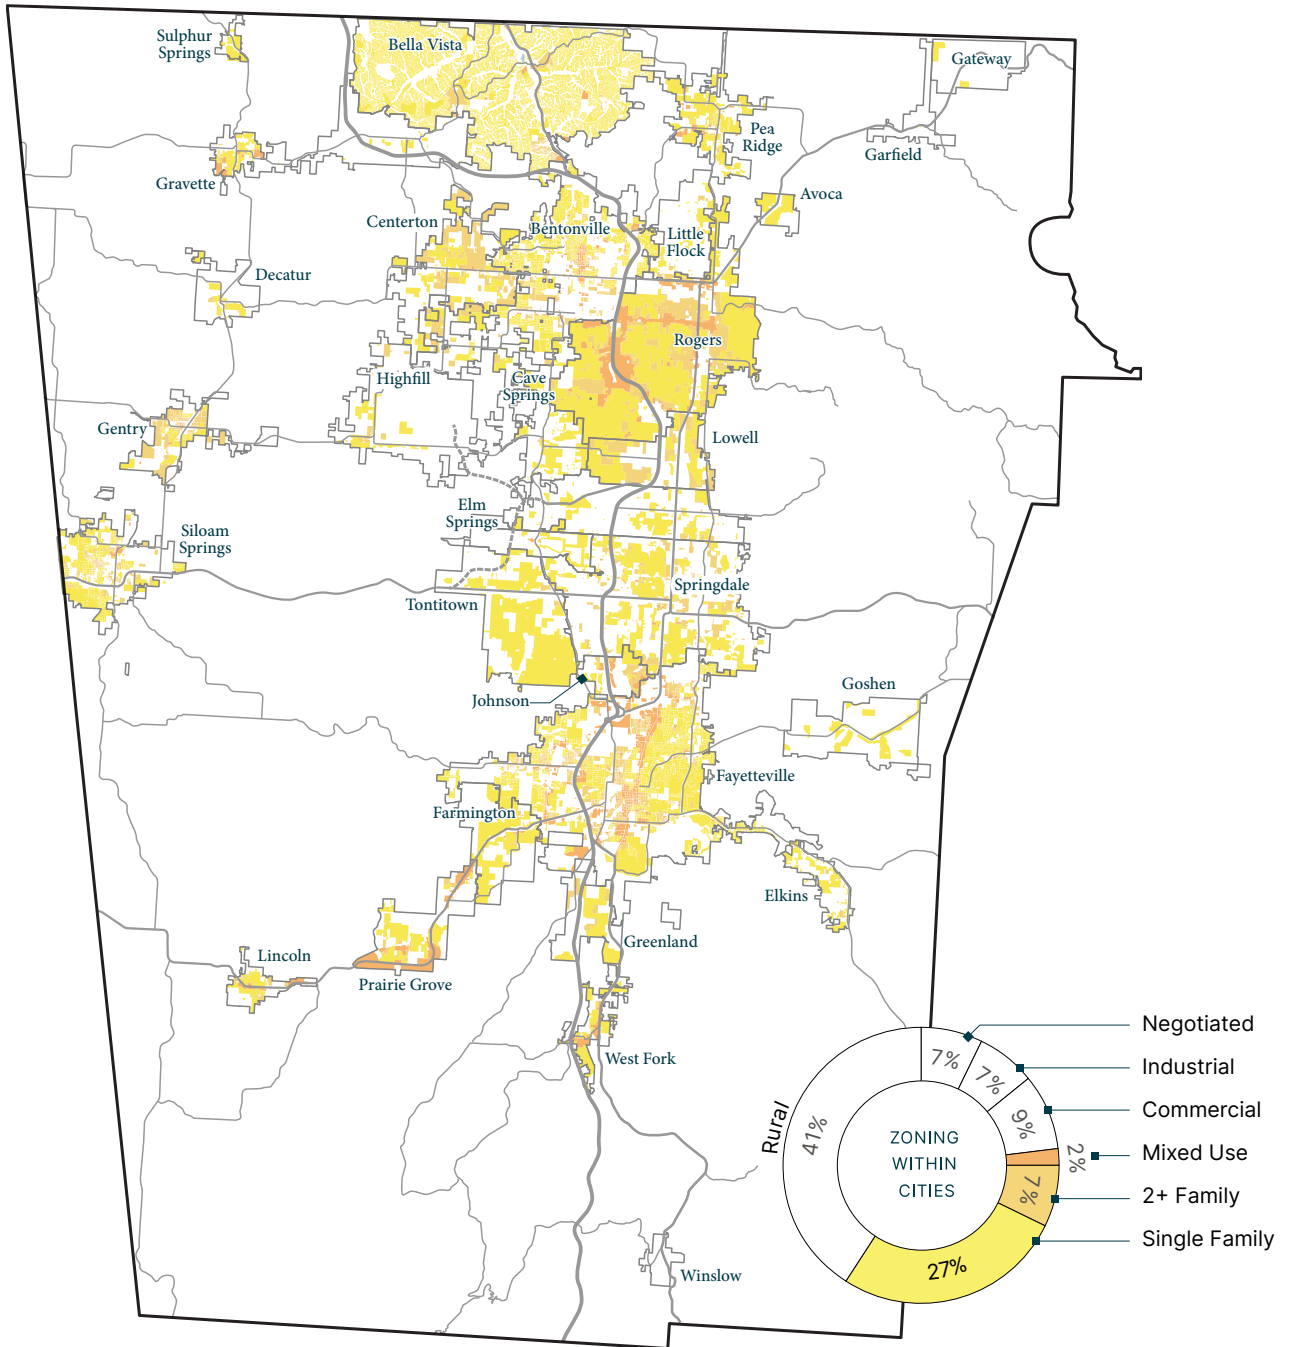 Sulphur
Springs
Bella Vista
Gateway
Pea
Ridge
Garfield
Gravette
Avoca
Centerton
Bentonville
Little
Flock
Decatur
Rogers
Highfill
Cave
Springs
Gentry
Lowell
Elm
Springs
Siloam
Springs
Springdale
Tontitown
Goshen
Johnson
Fayetteville
Farmington
Elkins
Greenland
Lincoln
Prairie Grove
West Fork
Winslow
Negotiated
Industrial
Commercial
Mixed Use
2+ Family
Single Family
Rural
41%
7%
7%
9%
2%
7%
27%
ZONING
WITHIN
CITIES